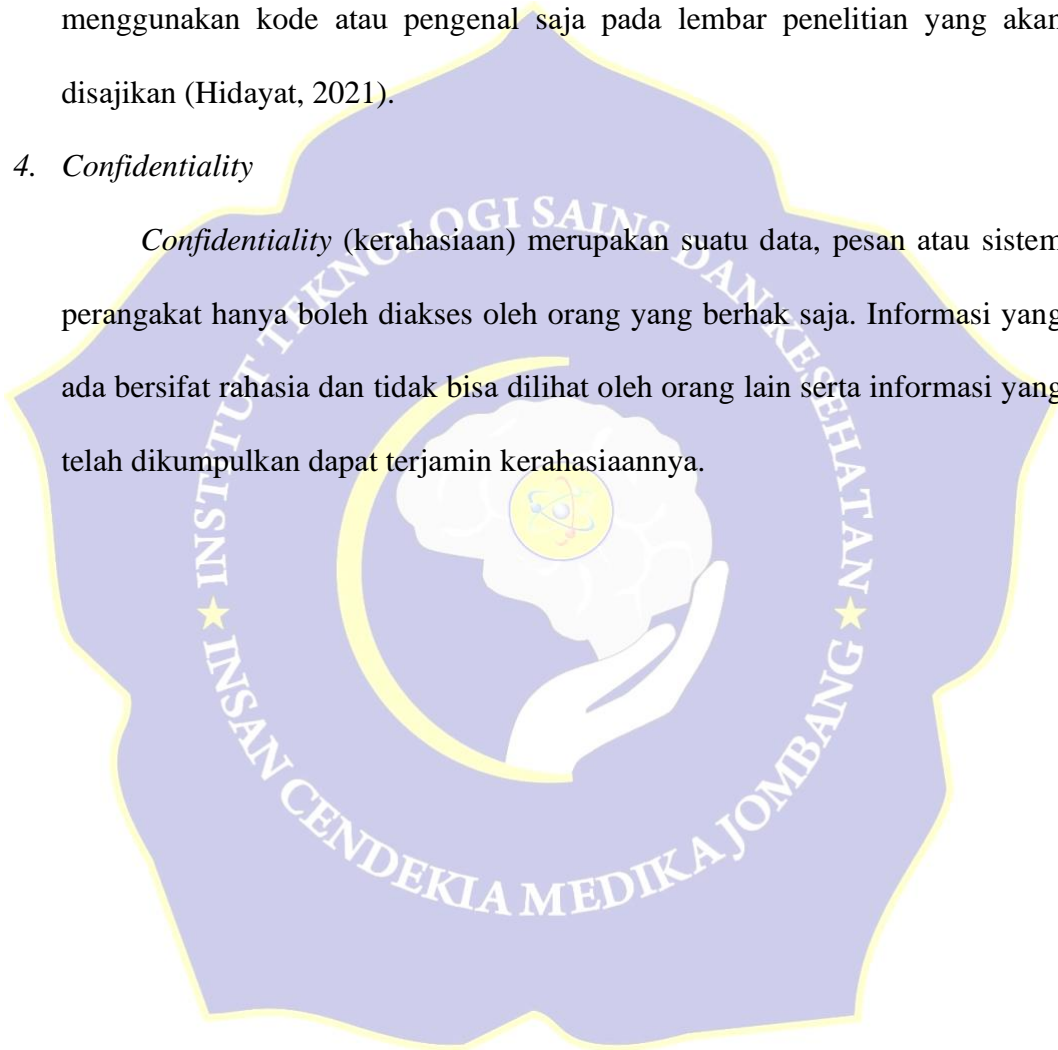 menggunakan kode atau pengenal saja pada lembar penelitian yang akan
disajikan (Hidayat, 2021).
4. Confidentiality
Confidentiality (kerahasiaan) merupakan suatu data, pesan atau sistem
perangakat hanya boleh diakses oleh orang yang berhak saja. Informasi yang
ada bersifat rahasia dan tidak bisa dilihat oleh orang lain serta informasi yang
telah dikumpulkan dapat terjamin kerahasiaannya.
INSTITUT TEKNOLOGI SAINS DAN KESEHATAN
INSAN CENDEKIA MEDIKA JOMBANG